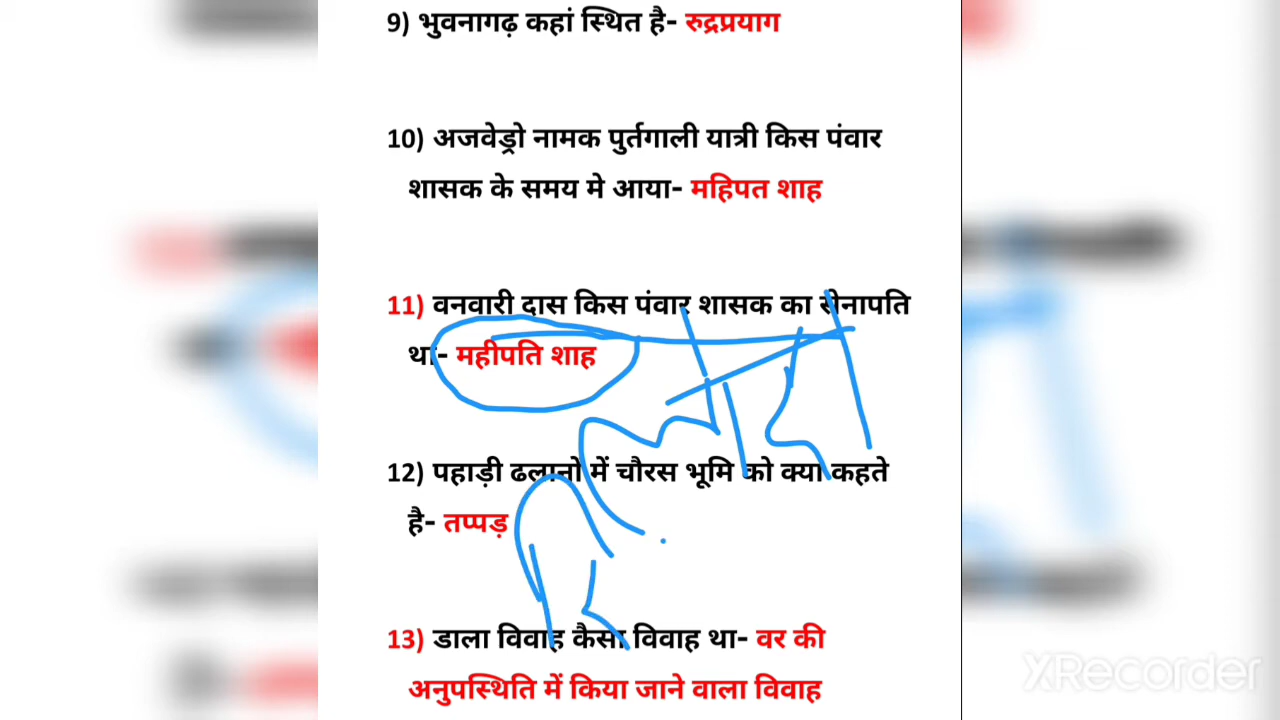 9) भुवनागढ़ कहां स्थित है- रुद्रप्रयाग
10) अजवेड्रो नामक पुर्तगाली यात्री किस पंवार
शासक के समय मे आया- महिपत शाह
11) वनवारी दास किस पंवार शासक का सेनापति
था- महीपति शाह
12) पहाड़ी ढलानो में चौरस भूमि को क्या कहते
है- तप्पड़
13) डाला विवाह कैसा विवाह था- वर की
अनुपस्थिति में किया जाने वाला विवाह
XRecorder